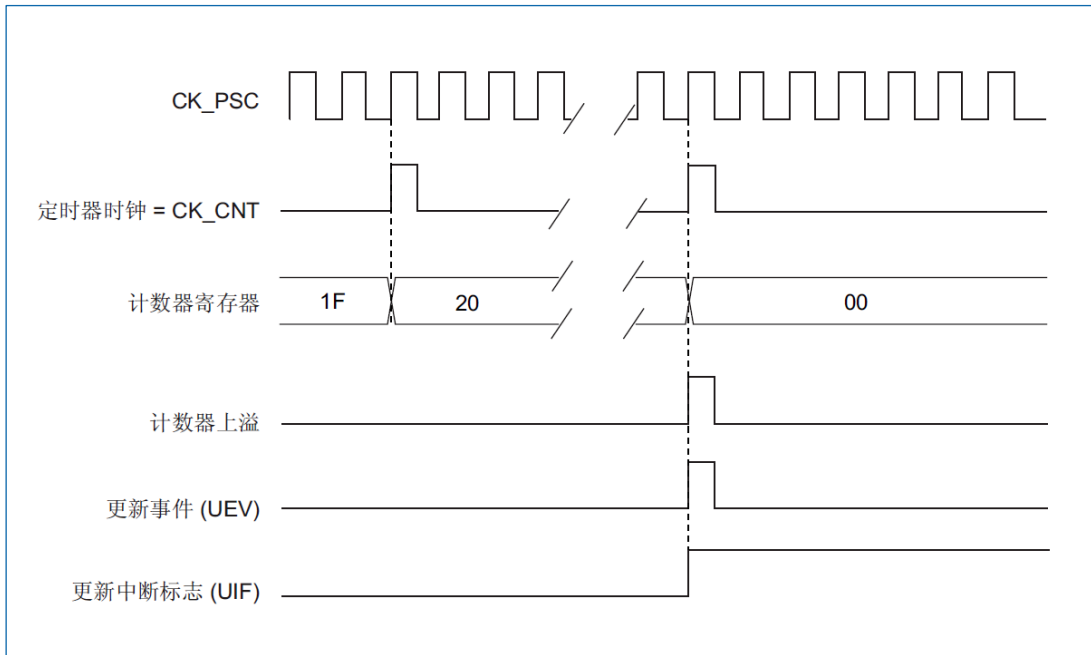 CK_PSC
定时器时钟 = CK_CNT
计数器寄存器
1F
20
00
计数器上溢
更新事件 (UEV)
更新中断标志 (UIF)